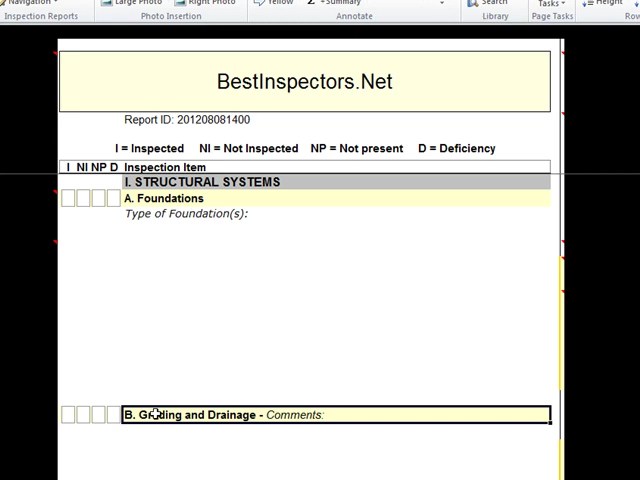 Navigation
Large Photo
Right Photo
Yellow
Σ +Summary
Search
Tasks
Height
Inspection Reports
Photo Insertion
Annotate
Library
Page Tasks
BestInspectors.Net
Report ID: 201208081400
I = Inspected NI = Not Inspected NP = Not present D = Deficiency
I NI NP D Inspection Item
I. STRUCTURAL SYSTEMS
A. Foundations
Type of Foundation(s):
B. Grading and Drainage - Comments: